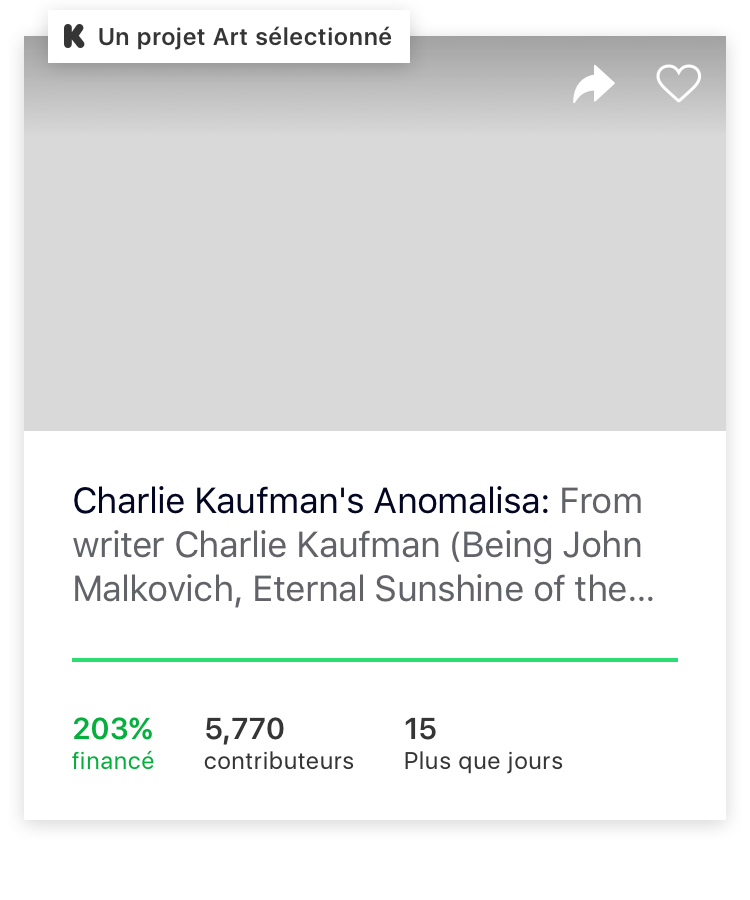 Un projet Art sélectionné
Charlie Kaufman's Anomalisa: From
writer Charlie Kaufman (Being John
Malkovich, Eternal Sunshine of the...
203% 5,770 15
financé contributeurs Plus que jours